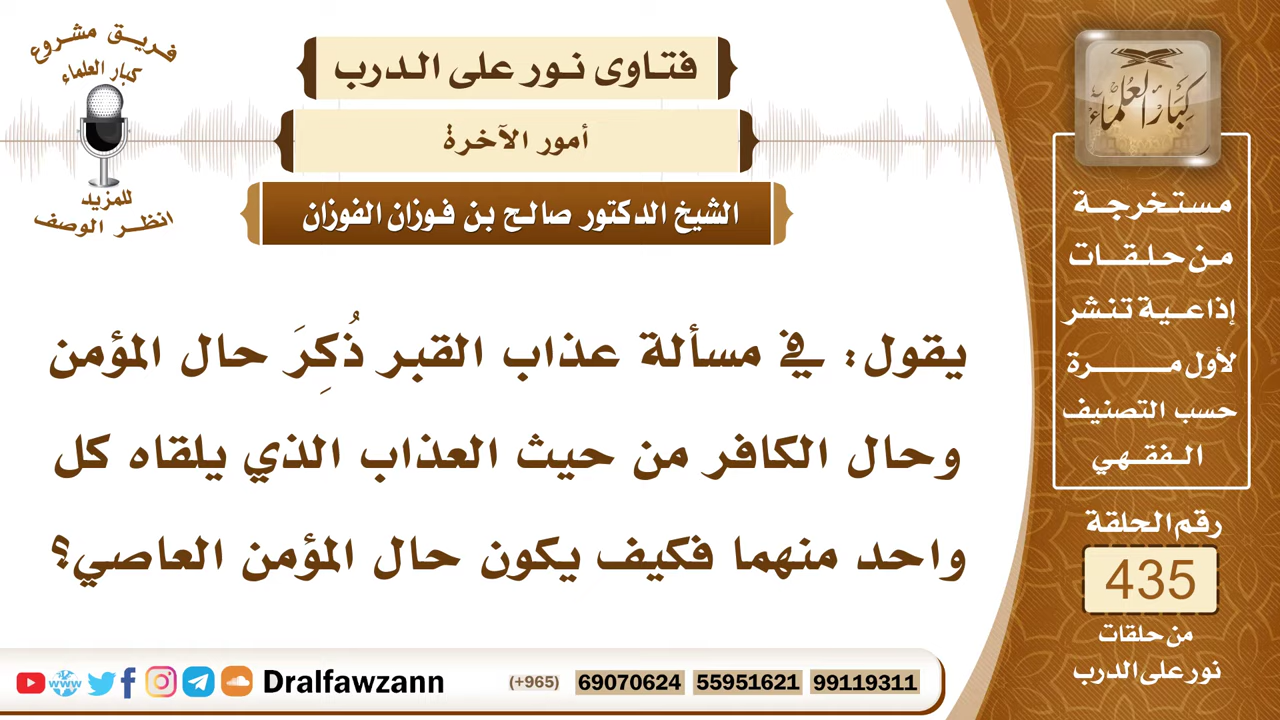 فريق مشروع
كبار العلماء
للمزيد
انظر الوصف
فتاوى نور على الدرب
أمور الآخرة
الشيخ الدكتور صالح بن فوزان الفوزان
يقول: في مسألة عذاب القبر ذُكِرَ حال المؤمن
وحال الكافر من حيث العذاب الذي يلقاه كل
واحد منهما فكيف يكون حال المؤمن العاصي؟
كبار العلماء
مستخرجة
من حلقات
إذاعية تنشر
لأول مرة
حسب التصنيف
الفقهي
رقم الحلقة
435
من حلقات
نور على الدرب
www
Dralfawzann
(+965) 69070624 55951621 99119311